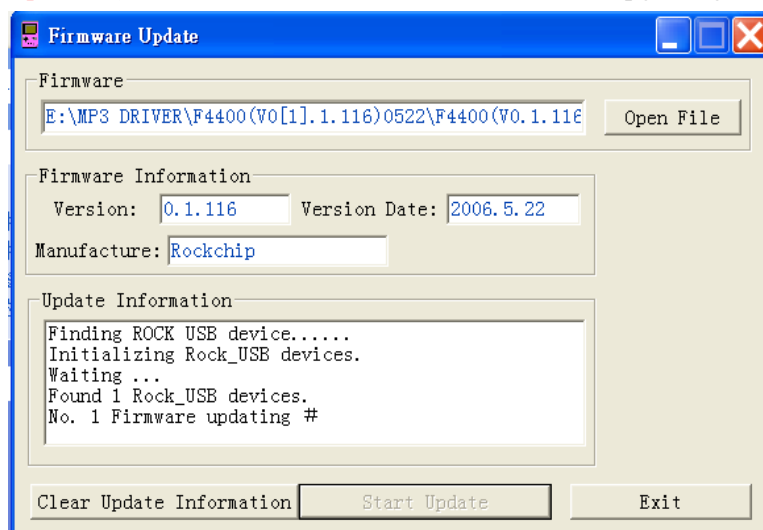 Firmware Update
Firmware
E:\MP3 DRIVER\F4400(V0[1].1.116)0522\F4400(V0.1.116
Open File
Firmware Information
Version: 0.1.116 Version Date: 2006.5.22
Manufacture: Rockchip
Update Information
Finding ROCK USB device......
Initializing Rock_USB devices.
Waiting ...
Found 1 Rock_USB devices.
No. 1 Firmware updating #
Clear Update Information Start Update Exit